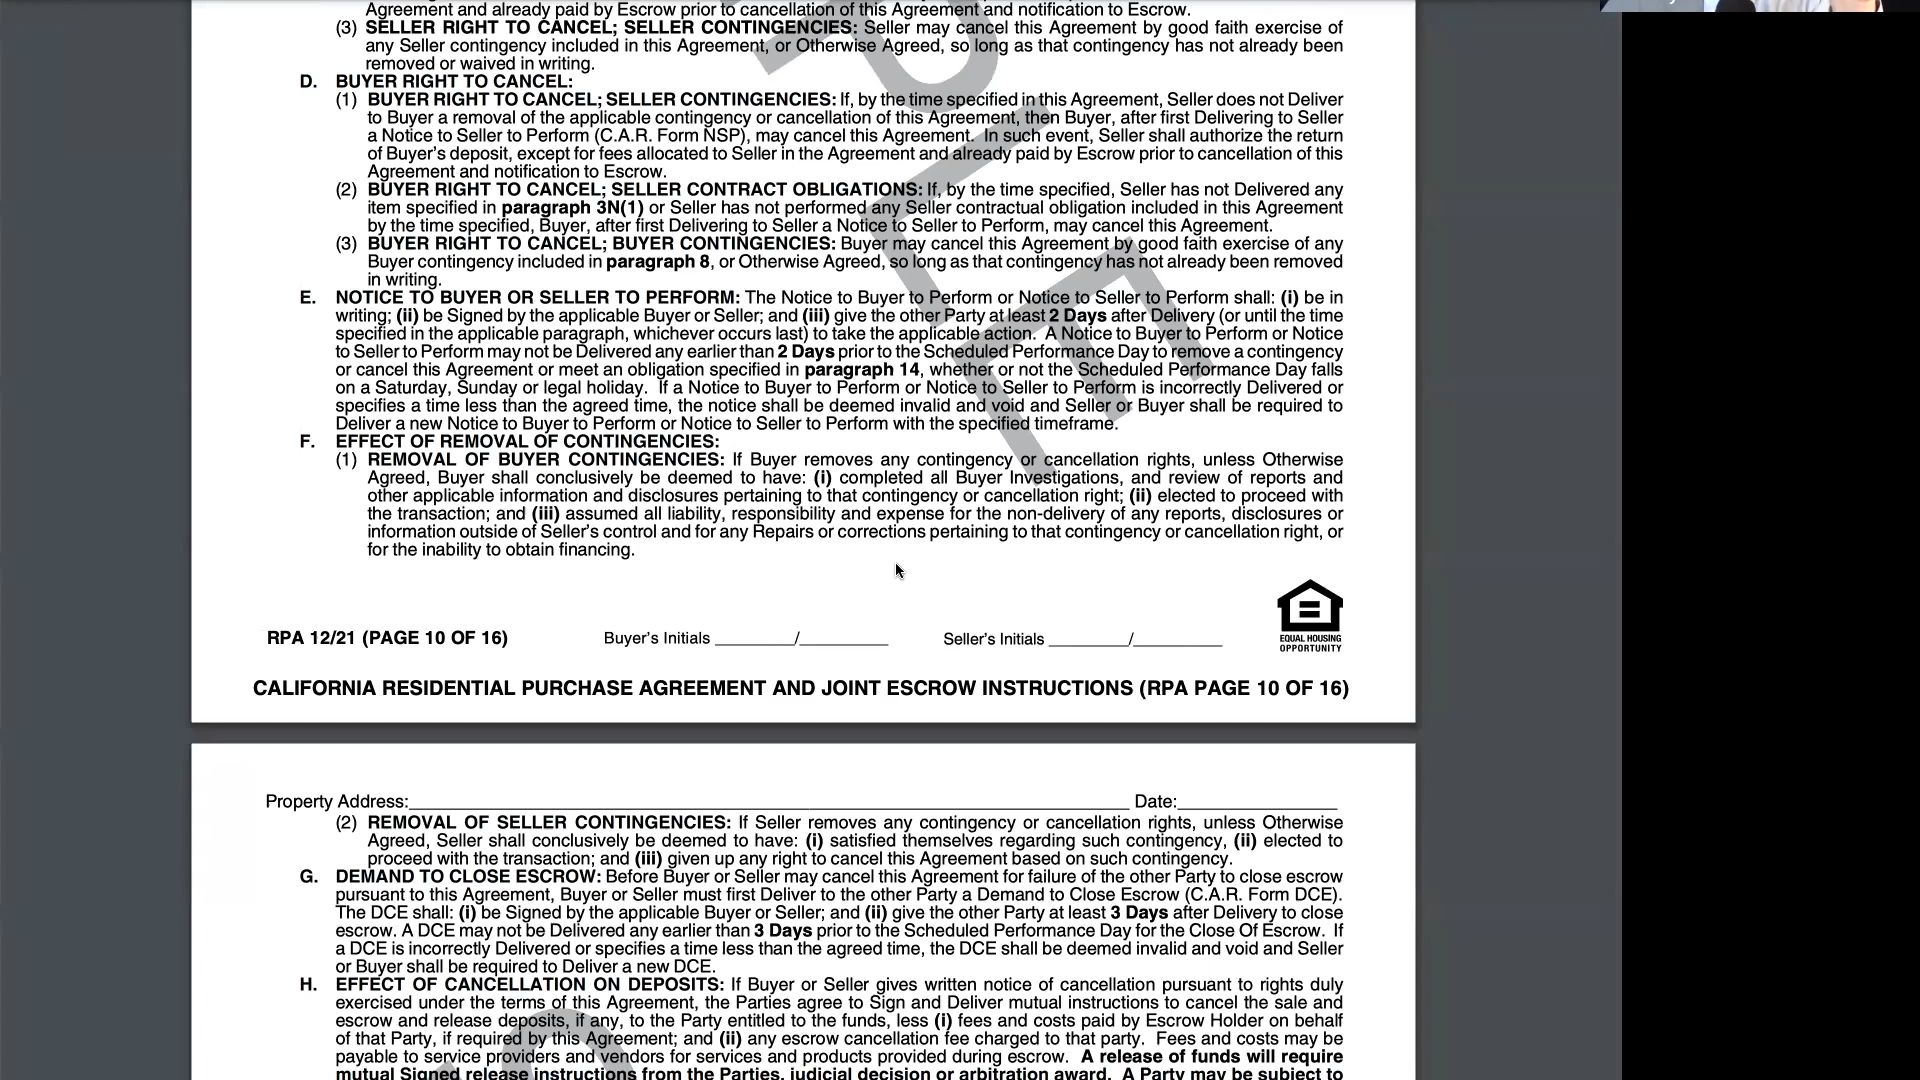 Agreement and already paid by Escrow prior to cancellation of this Agreement and notification to Escrow.
(3) SELLER RIGHT TO CANCEL; SELLER CONTINGENCIES: Seller may cancel this Agreement by good faith exercise of
any Seller contingency included in this Agreement, or Otherwise Agreed, so long as that contingency has not already been
removed or waived in writing.
D. BUYER RIGHT TO CANCEL:
(1) BUYER RIGHT TO CANCEL; SELLER CONTINGENCIES: If, by the time specified in this Agreement, Seller does not Deliver
to Buyer a removal of the applicable contingency or cancellation of this Agreement, then Buyer, after first Delivering to Seller
a Notice to Seller to Perform (C.A.R. Form NSP), may cancel this Agreement. In such event, Seller shall authorize the return
of Buyer's deposit, except for fees allocated to Seller in the Agreement and already paid by Escrow prior to cancellation of this
Agreement and notification to Escrow.
(2) BUYER RIGHT TO CANCEL; SELLER CONTRACT OBLIGATIONS: If, by the time specified, Seller has not Delivered any
item specified in paragraph 3N(1) or Seller has not performed any Seller contractual obligation included in this Agreement
by the time specified, Buyer, after first Delivering to Seller a Notice to Seller to Perform, may cancel this Agreement.
(3) BUYER RIGHT TO CANCEL; BUYER CONTINGENCIES: Buyer may cancel this Agreement by good faith exercise of any
Buyer contingency included in paragraph 8, or Otherwise Agreed, so long as that contingency has not already been removed
in writing.
E. NOTICE TO BUYER OR SELLER TO PERFORM: The Notice to Buyer to Perform or Notice to Seller to Perform shall: (i) be in
writing; (ii) be Signed by the applicable Buyer or Seller; and (iii) give the other Party at least 2 Days after Delivery (or until the time
specified in the applicable paragraph, whichever occurs last) to take the applicable action. A Notice to Buyer to Perform or Notice
to Seller to Perform may not be Delivered any earlier than 2 Days prior to the Scheduled Performance Day to remove a contingency
or cancel this Agreement or meet an obligation specified in paragraph 14, whether or not the Scheduled Performance Day falls
on a Saturday, Sunday or legal holiday. If a Notice to Buyer to Perform or Notice to Seller to Perform is incorrectly Delivered or
specifies a time less than the agreed time, the notice shall be deemed invalid and void and Seller or Buyer shall be required to
Deliver a new Notice to Buyer to Perform or Notice to Seller to Perform with the specified timeframe.
F. EFFECT OF REMOVAL OF CONTINGENCIES:
(1) REMOVAL OF BUYER CONTINGENCIES: If Buyer removes any contingency or cancellation rights, unless Otherwise
Agreed, Buyer shall conclusively be deemed to have: (i) completed all Buyer Investigations, and review of reports and
other applicable information and disclosures pertaining to that contingency or cancellation right; (ii) elected to proceed with
the transaction; and (iii) assumed all liability, responsibility and expense for the non-delivery of any reports, disclosures or
information outside of Seller's control and for any Repairs or corrections pertaining to that contingency or cancellation right, or
for the inability to obtain financing.
RPA 12/21 (PAGE 10 OF 16) Buyer's Initials ________/_________ Seller's Initials ________/_________
EQUAL HOUSING
OPPORTUNITY
CALIFORNIA RESIDENTIAL PURCHASE AGREEMENT AND JOINT ESCROW INSTRUCTIONS (RPA PAGE 10 OF 16)
Property Address:________________________________________ Date:________________
(2) REMOVAL OF SELLER CONTINGENCIES: If Seller removes any contingency or cancellation rights, unless Otherwise
Agreed, Seller shall conclusively be deemed to have: (i) satisfied themselves regarding such contingency, (ii) elected to
proceed with the transaction; and (iii) given up any right to cancel this Agreement based on such contingency.
G. DEMAND TO CLOSE ESCROW: Before Buyer or Seller may cancel this Agreement for failure of the other Party to close escrow
pursuant to this Agreement, Buyer or Seller must first Deliver to the other Party a Demand to Close Escrow (C.A.R. Form DCE).
The DCE shall: (i) be Signed by the applicable Buyer or Seller; and (ii) give the other Party at least 3 Days after Delivery to close
escrow. A DCE may not be Delivered any earlier than 3 Days prior to the Scheduled Performance Day for the Close Of Escrow. If
a DCE is incorrectly Delivered or specifies a time less than the agreed time, the DCE shall be deemed invalid and void and Seller
or Buyer shall be required to Deliver a new DCE.
H. EFFECT OF CANCELLATION ON DEPOSITS: If Buyer or Seller gives written notice of cancellation pursuant to rights duly
exercised under the terms of this Agreement, the Parties agree to Sign and Deliver mutual instructions to cancel the sale and
escrow and release deposits, if any, to the Party entitled to the funds, less (i) fees and costs paid by Escrow Holder on behalf
of that Party, if required by this Agreement; and (ii) any escrow cancellation fee charged to that party. Fees and costs may be
payable to service providers and vendors for services and products provided during escrow. A release of funds will require
mutual Signed release instructions from the Parties, judicial decision or arbitration award. A Party may be subject to